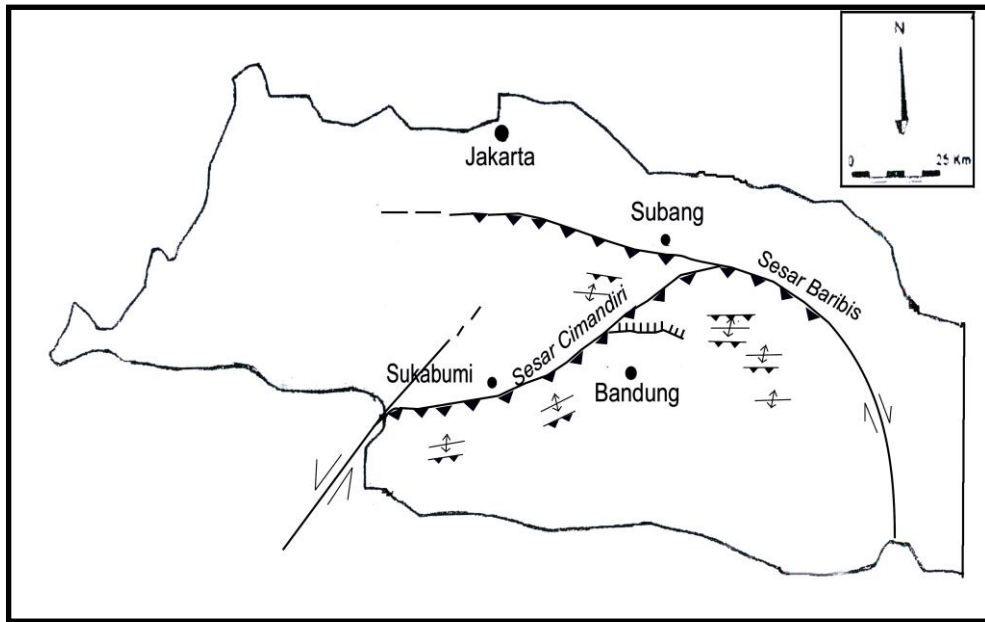 N
0 25 Km
Jakarta
Subang
Sesar Baribis
Sesar Cimandiri
Sukabumi
Bandung